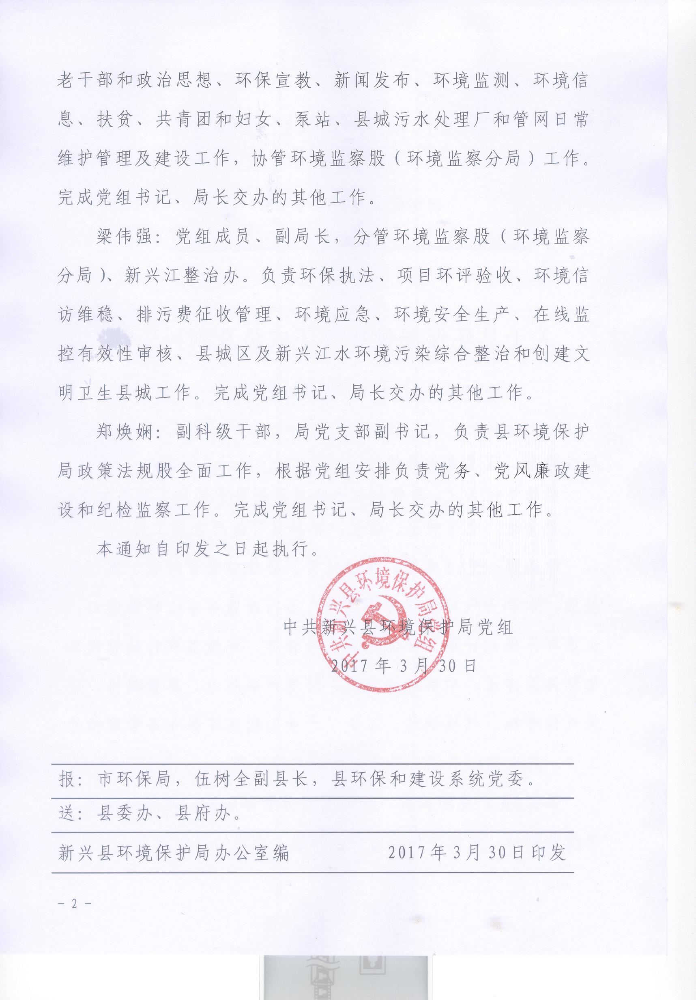 老干部和政治思想、环保宣教、新闻发布、环境监测、环境信
息、扶贫、共青团和妇女、泵站、县城污水处理厂和管网日常
维护管理及建设工作，协管环境监察股（环境监察分局）工作。
完成党组书记、局长交办的其他工作。
梁伟强：党组成员、副局长，分管环境监察股（环境监察
分局）、新兴江整治办。负责环保执法、项目环评验收、环境信
访维稳、排污费征收管理、环境应急、环境安全生产、在线监
控有效性审核、县城区及新兴江水环境污染综合整治和创建文
明卫生县城工作。完成党组书记、局长交办的其他工作。
郑焕娴：副科级干部，局党支部副书记，负责县环境保护
局政策法规股全面工作，根据党组安排负责党务、党风廉政建
设和纪检监察工作。完成党组书记、局长交办的其他工作。
本通知自印发之日起执行。
中共新兴县环境保护局党组
中共新兴县环境保护局党组
2017年3月30日
报：市环保局，伍树全副县长，县环保和建设系统党委。
送：县委办、县府办。
新兴县环境保护局办公室编 2017年3月30日印发
- 2 -